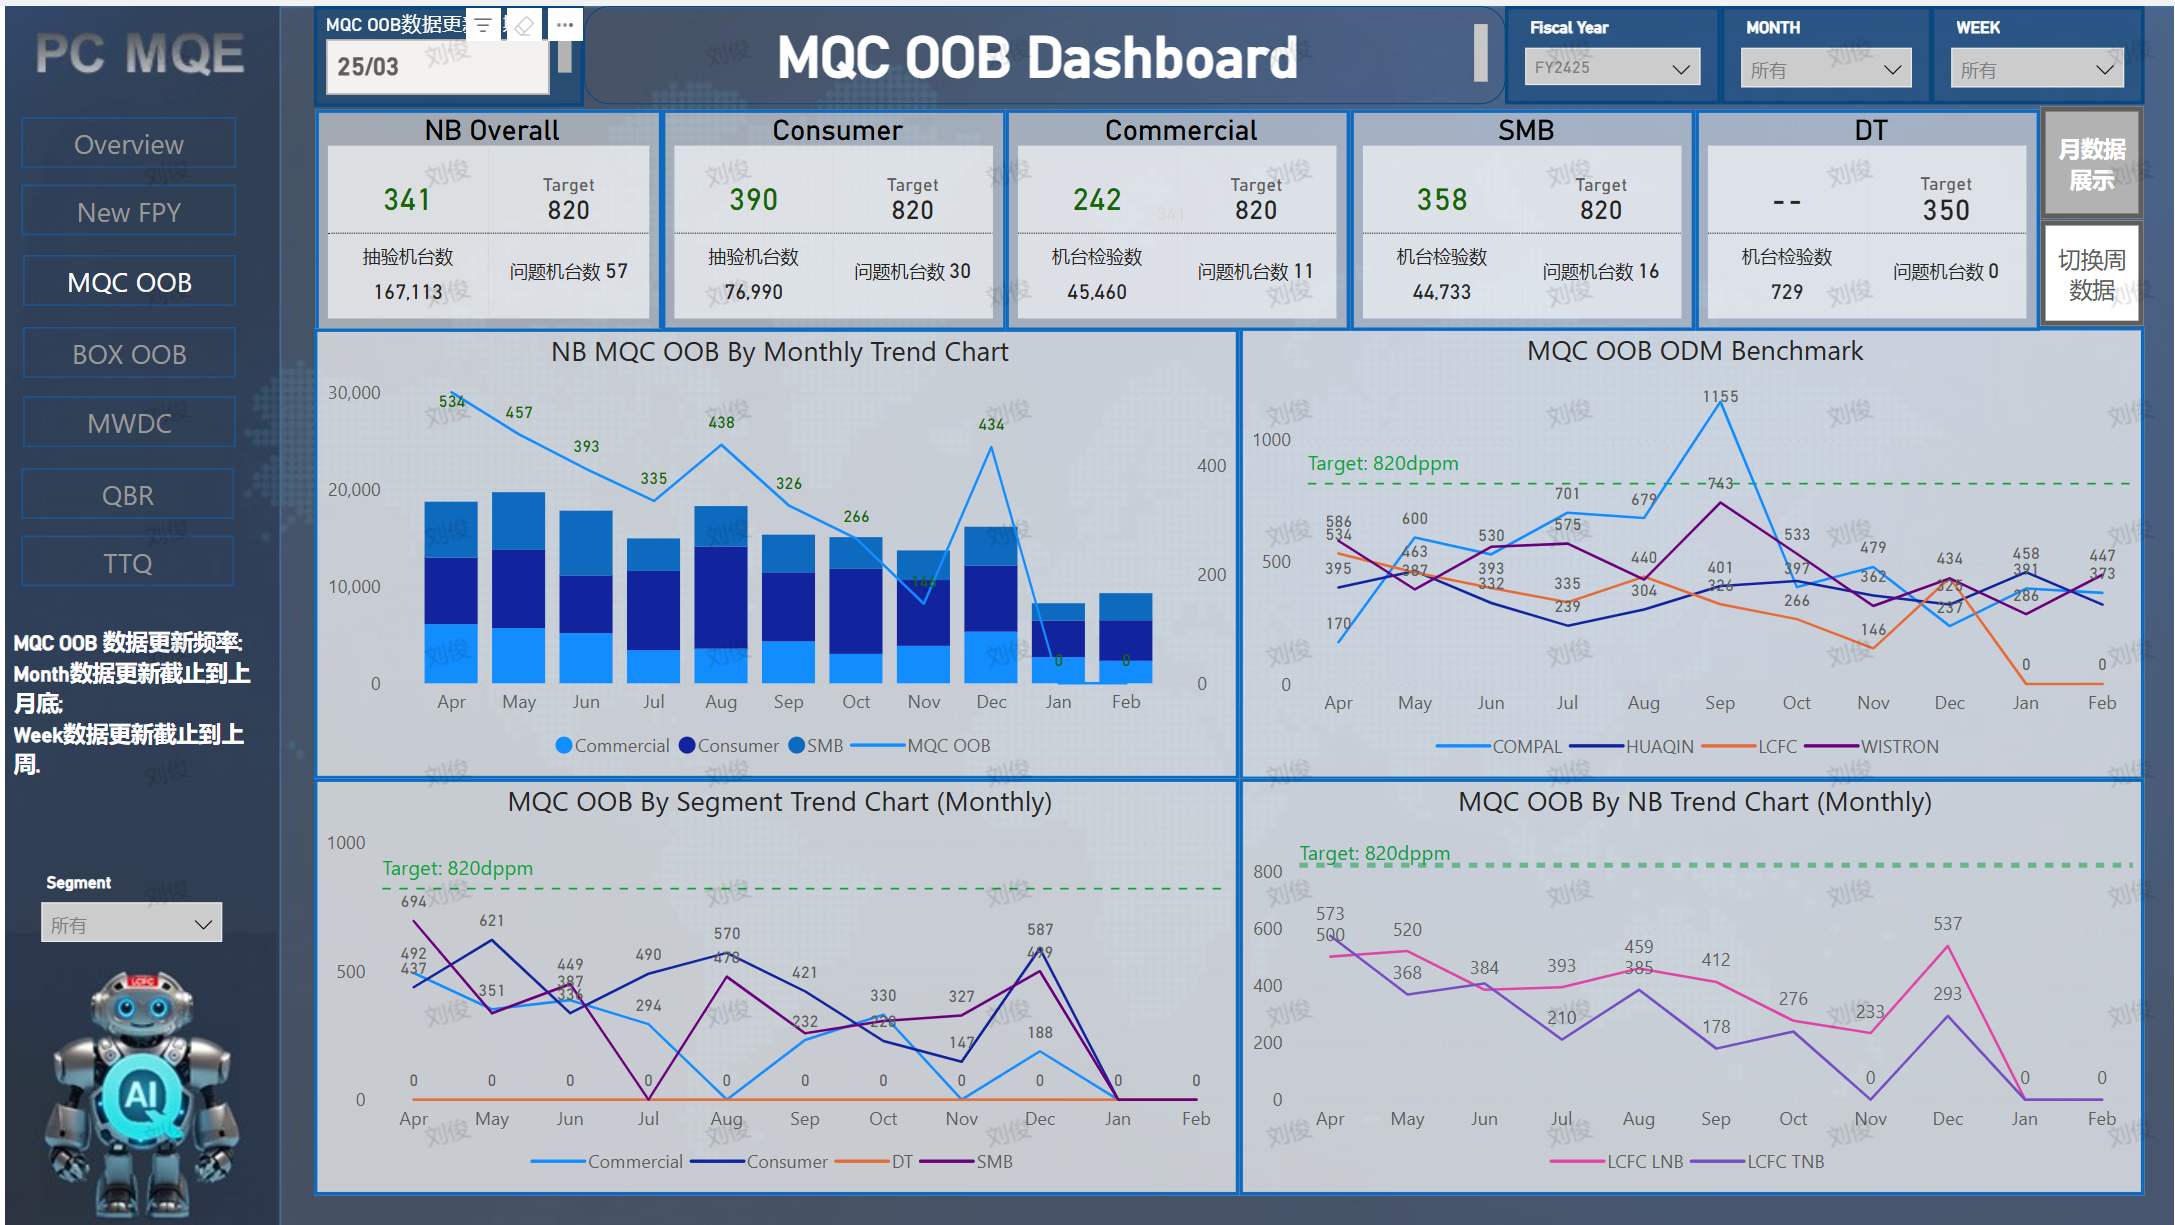 PC MQE
Overview
New FPY
MQC OOB
BOX OOB
MWDC
QBR
TTQ
MQC OOB 数据更新频率:
Month数据更新截止到上
月底;
Week数据更新截止到上
周.
Segment
所有
LCFC
AI
MQC OOB数据更
25/03
MQC OOB Dashboard
Fiscal Year
FY2425
MONTH
所有
WEEK
所有
NB Overall
341
Target
820
抽验机台数
167,113
问题机台数 57
Consumer
390
Target
820
抽验机台数
76,990
问题机台数 30
Commercial
242
Target
820
机台检验数
45,460
问题机台数 11
341
SMB
358
Target
820
机台检验数
44,733
问题机台数 16
DT
--
Target
350
机台检验数
729
问题机台数 0
月数据
展示
切换周
数据
NB MQC OOB By Monthly Trend Chart
30,000
20,000
10,000
0
400
200
0
534
457
393
335
438
326
266
146
434
0
0
Apr May Jun Jul Aug Sep Oct Nov Dec Jan Feb
Commercial Consumer SMB MQC OOB
MQC OOB ODM Benchmark
1000
500
0
Target: 820dppm
586
534
395
170
600
463
387
530
393
332
701
575
335
239
679
440
304
1155
743
401
326
533
397
266
479
362
146
434
326
237
458
391
286
0
447
373
0
Apr May Jun Jul Aug Sep Oct Nov Dec Jan Feb
COMPAL HUAQIN LCFC WISTRON
MQC OOB By Segment Trend Chart (Monthly)
1000
500
0
Target: 820dppm
694
492
437
0
621
351
0
449
387
336
0
490
294
0
570
478
0
421
232
0
330
228
0
327
147
0
587
499
188
0
0
0
Apr May Jun Jul Aug Sep Oct Nov Dec Jan Feb
Commercial Consumer DT SMB
MQC OOB By NB Trend Chart (Monthly)
800
600
400
200
0
Target: 820dppm
573
500
520
368
384
393
210
459
385
412
178
276
233
0
537
293
0
0
Apr May Jun Jul Aug Sep Oct Nov Dec Jan Feb
LCFC LNB LCFC TNB
刘俊